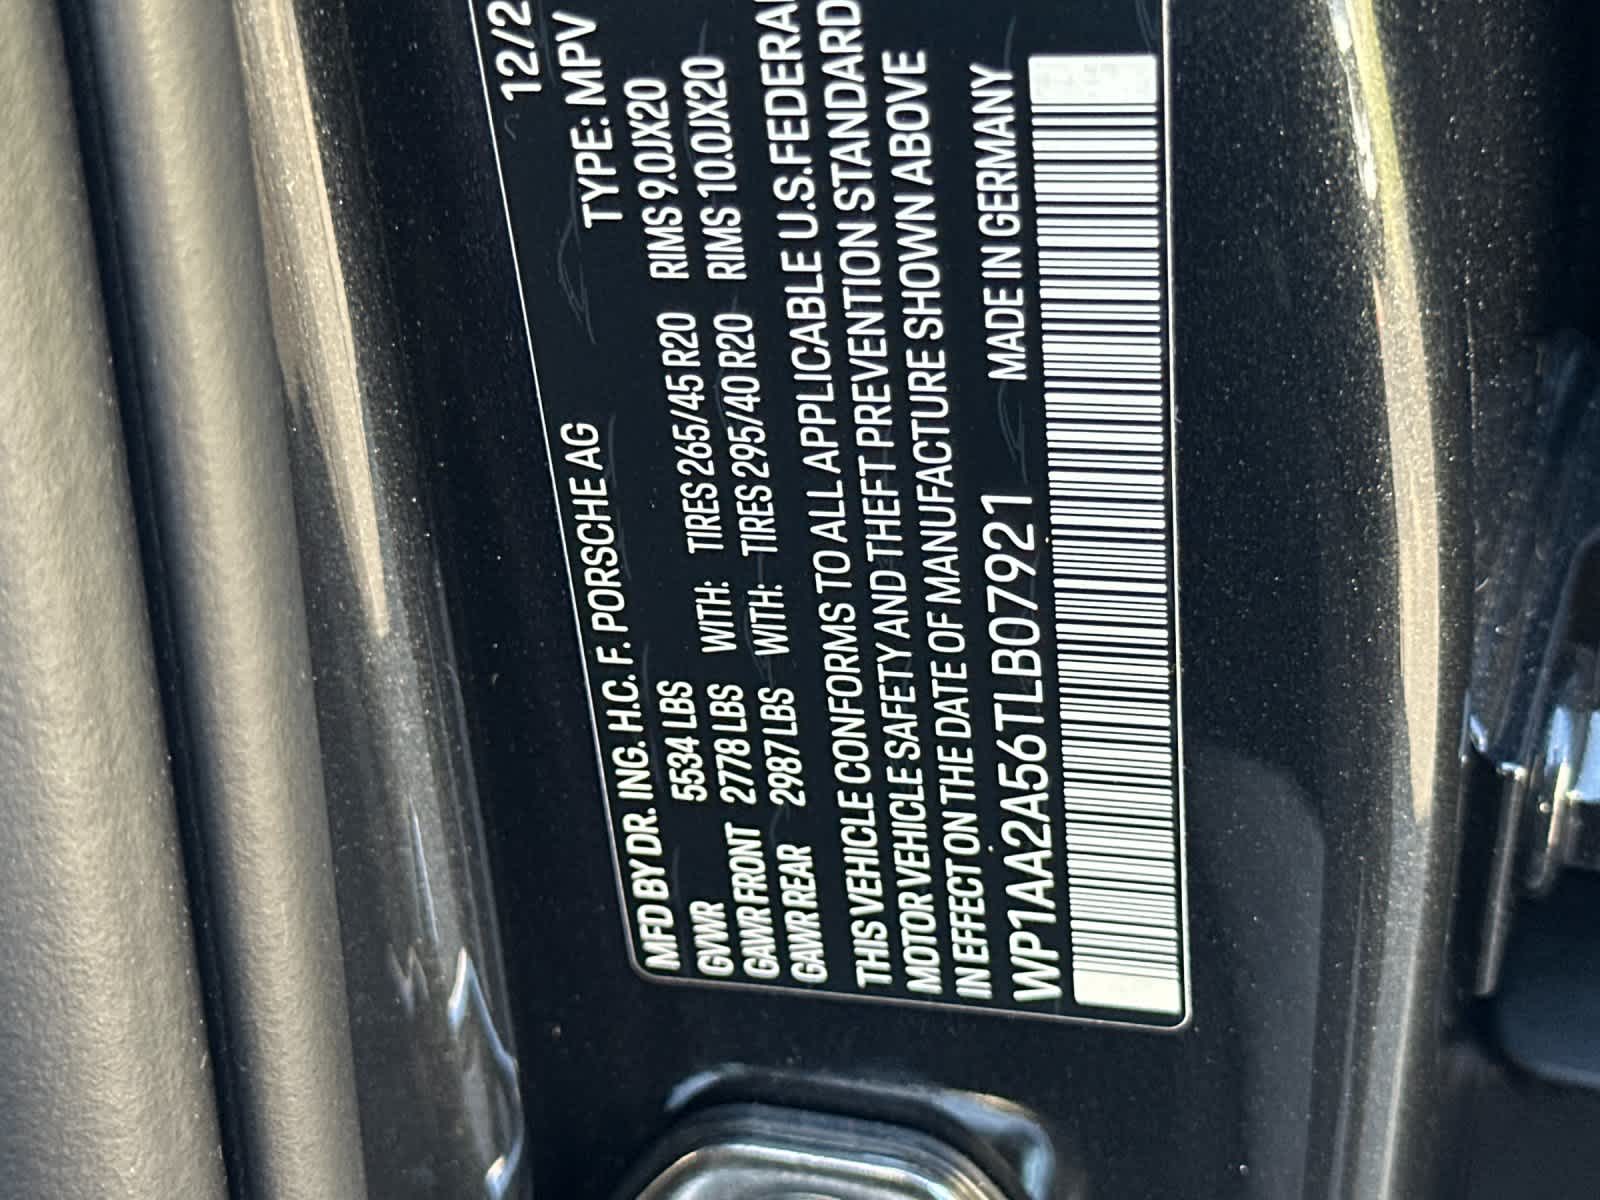 MFD BY DR. ING. H.C. F. PORSCHE AG 12/2
GVWR 5534 LBS TYPE: MPV
GAWR FRONT 2778 LBS WITH: TIRES 265/45 R20 RIMS 9.0JX20
GAWR REAR 2987 LBS WITH: TIRES 295/40 R20 RIMS 10.0JX20
THIS VEHICLE CONFORMS TO ALL APPLICABLE U.S. FEDERAL
MOTOR VEHICLE SAFETY AND THEFT PREVENTION STANDARD
IN EFFECT ON THE DATE OF MANUFACTURE SHOWN ABOVE
WP1AA2A56TLB07921 MADE IN GERMANY